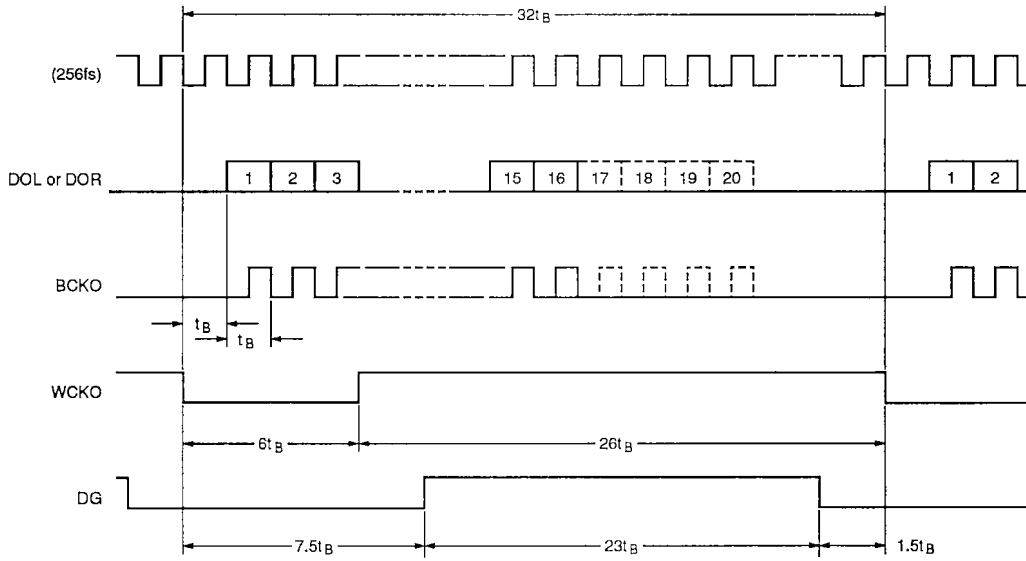 32tB
(256fs)
DOL or DOR
1 2 3 15 16 17 18 19 20 1 2
BCKO
tB
tB
WCKO
6tB 26tB
DG
7.5tB 23tB 1.5tB